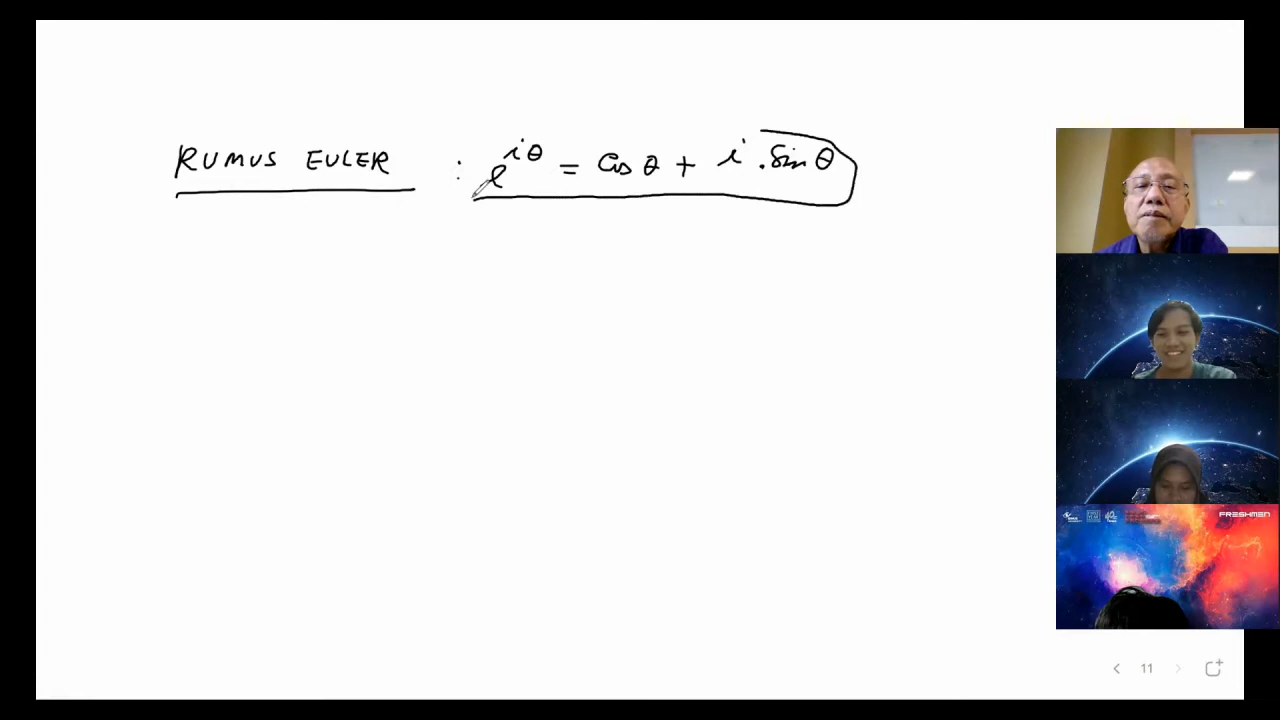 RUMUS EULER : e^{iθ} = cos θ + i . sin θ
FRESHMEN
11